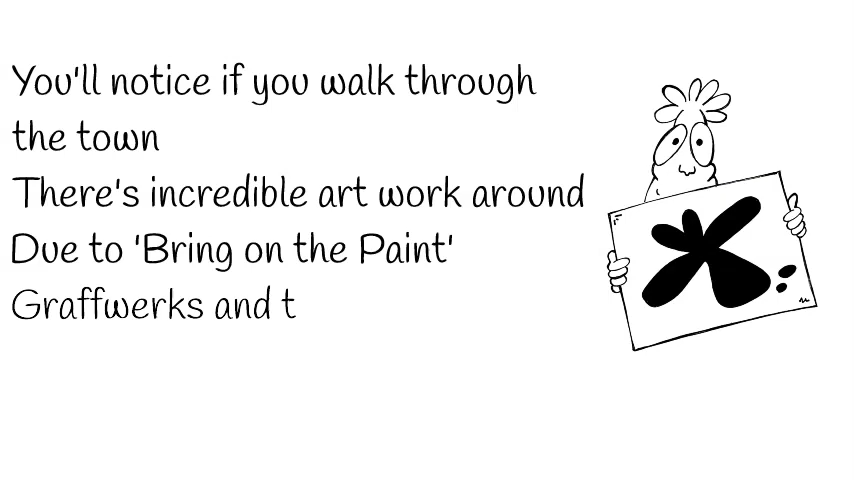 You'll notice if you walk through
the town
There's incredible art work around
Due to 'Bring on the Paint'
Graffwerks and t